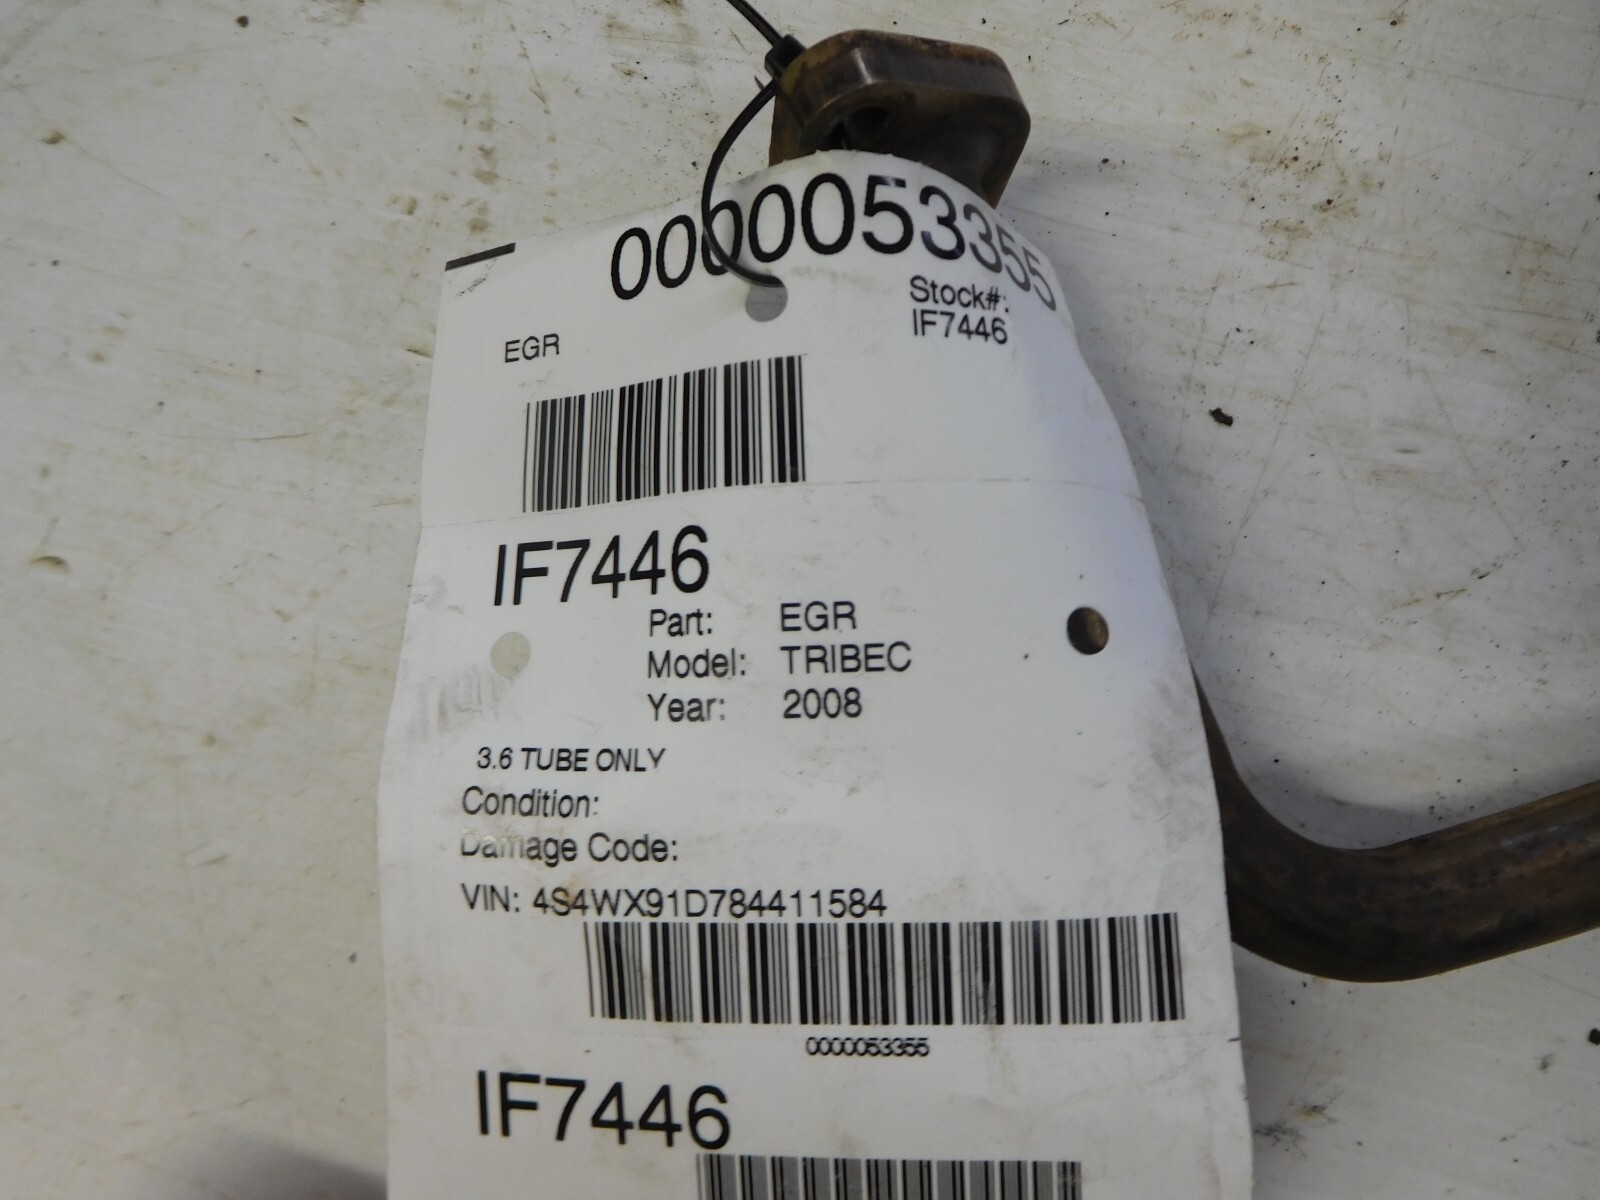 0000053355
Stock#:
IF7446
EGR
IF7446
Part: EGR
Model: TRIBEC
Year: 2008
3.6 TUBE ONLY
Condition:
Damage Code:
VIN: 4S4WX91D784411584
0000053355
IF7446